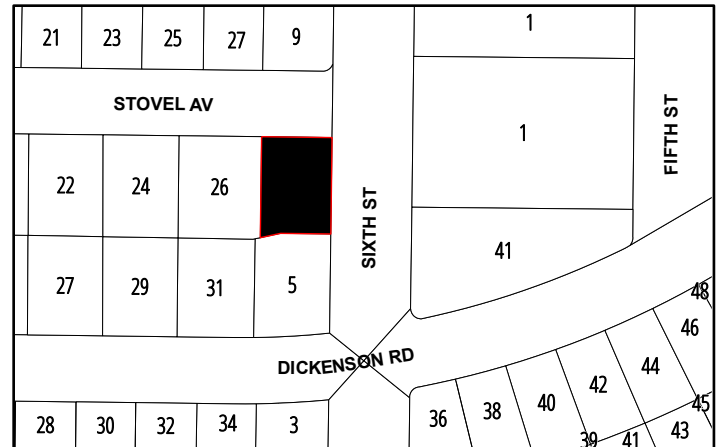 1
21 23 25 27 9
STOVEL AV
1
FIFTH ST
22 24 26
SIXTH ST
41
27 29 31 5
48
46
DICKENSON RD
44
42
40
38
36
45
43
41
39
28 30 32 34 3